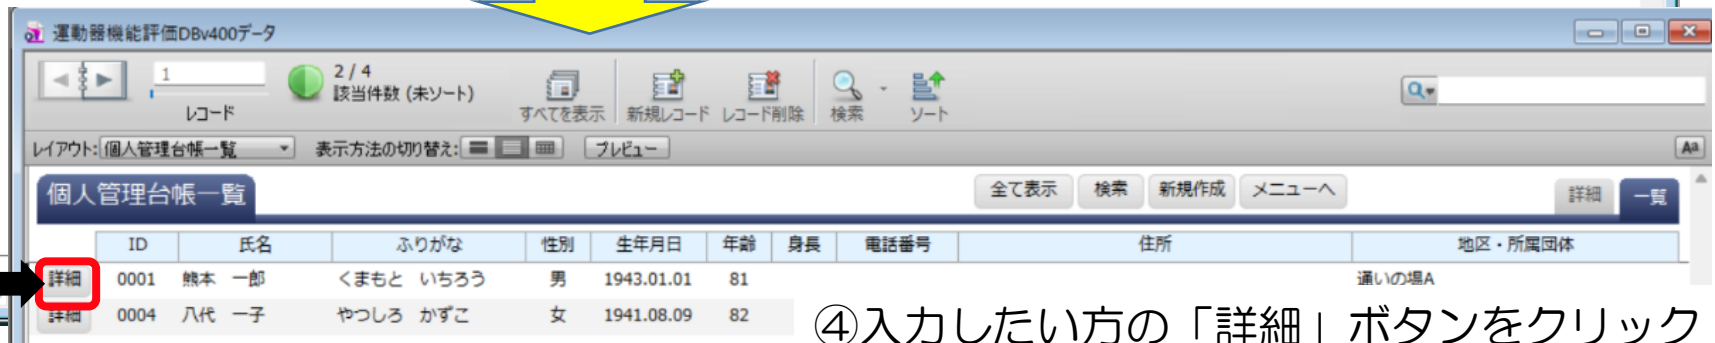 運動器機能評価DBv400データ
1
レコード
2 / 4
該当件数 (未ソート)
すべてを表示 新規レコード レコード削除 検索 ソート
レイアウト: 個人管理台帳一覧 表示方法の切り替え: プレビュー Aa
個人管理台帳一覧 全て表示 検索 新規作成 メニューへ 詳細 一覧
ID 氏名 ふりがな 性別 生年月日 年齢 身長 電話番号 住所 地区・所属団体
詳細 0001 熊本 一郎 くまもと いちろう 男 1943.01.01 81 通いの場A
詳細 0004 八代 一子 やつしろ かずこ 女 1941.08.09 82
④入力したい方の「詳細」ボタンをクリック